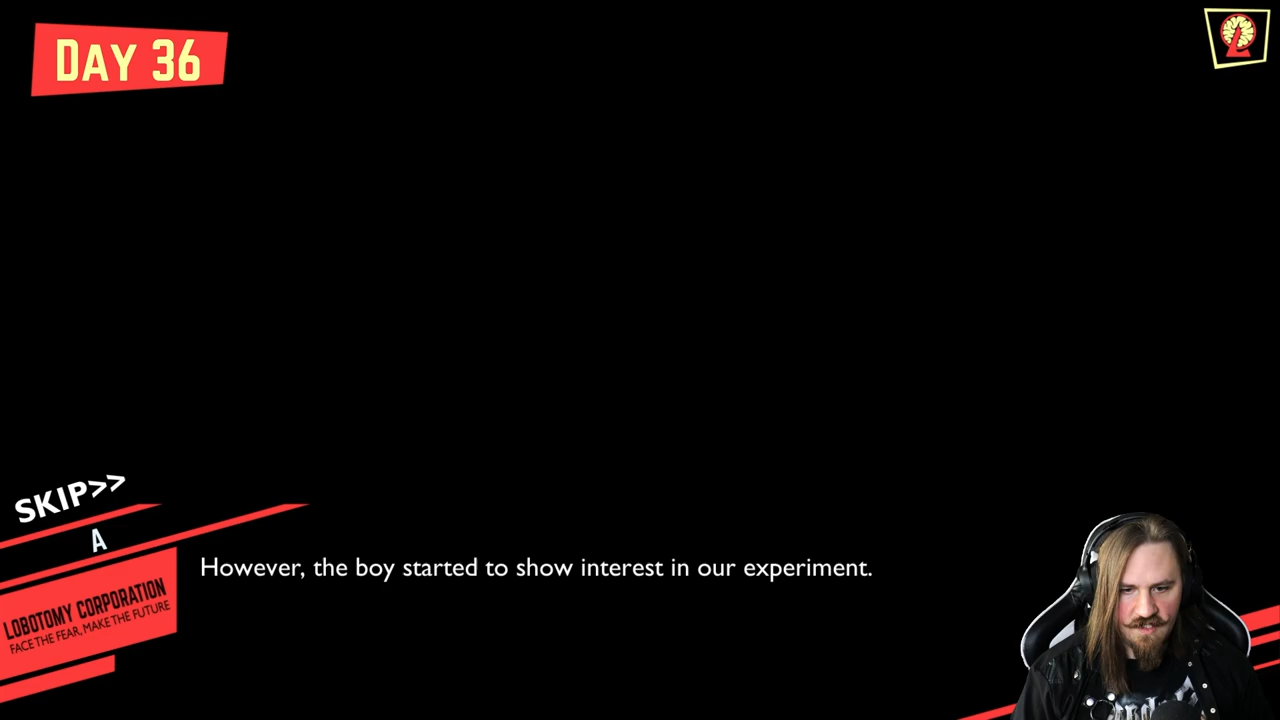 DAY 36
SKIP>>
A
However, the boy started to show interest in our experiment.
LOBOTOMY CORPORATION
FACE THE FEAR, MAKE THE FUTURE